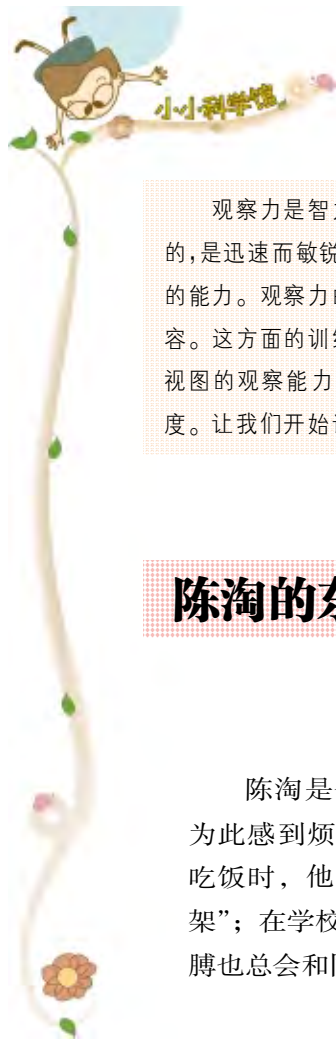 小小科学馆
观察力是智
的,是迅速而敏锐
的能力。观察力
容。这方面的训
视图的观察能力
度。让我们开始
陈淘的
陈淘是
为此感到烦
吃饭时，他
架”；在学校
膊也总会和